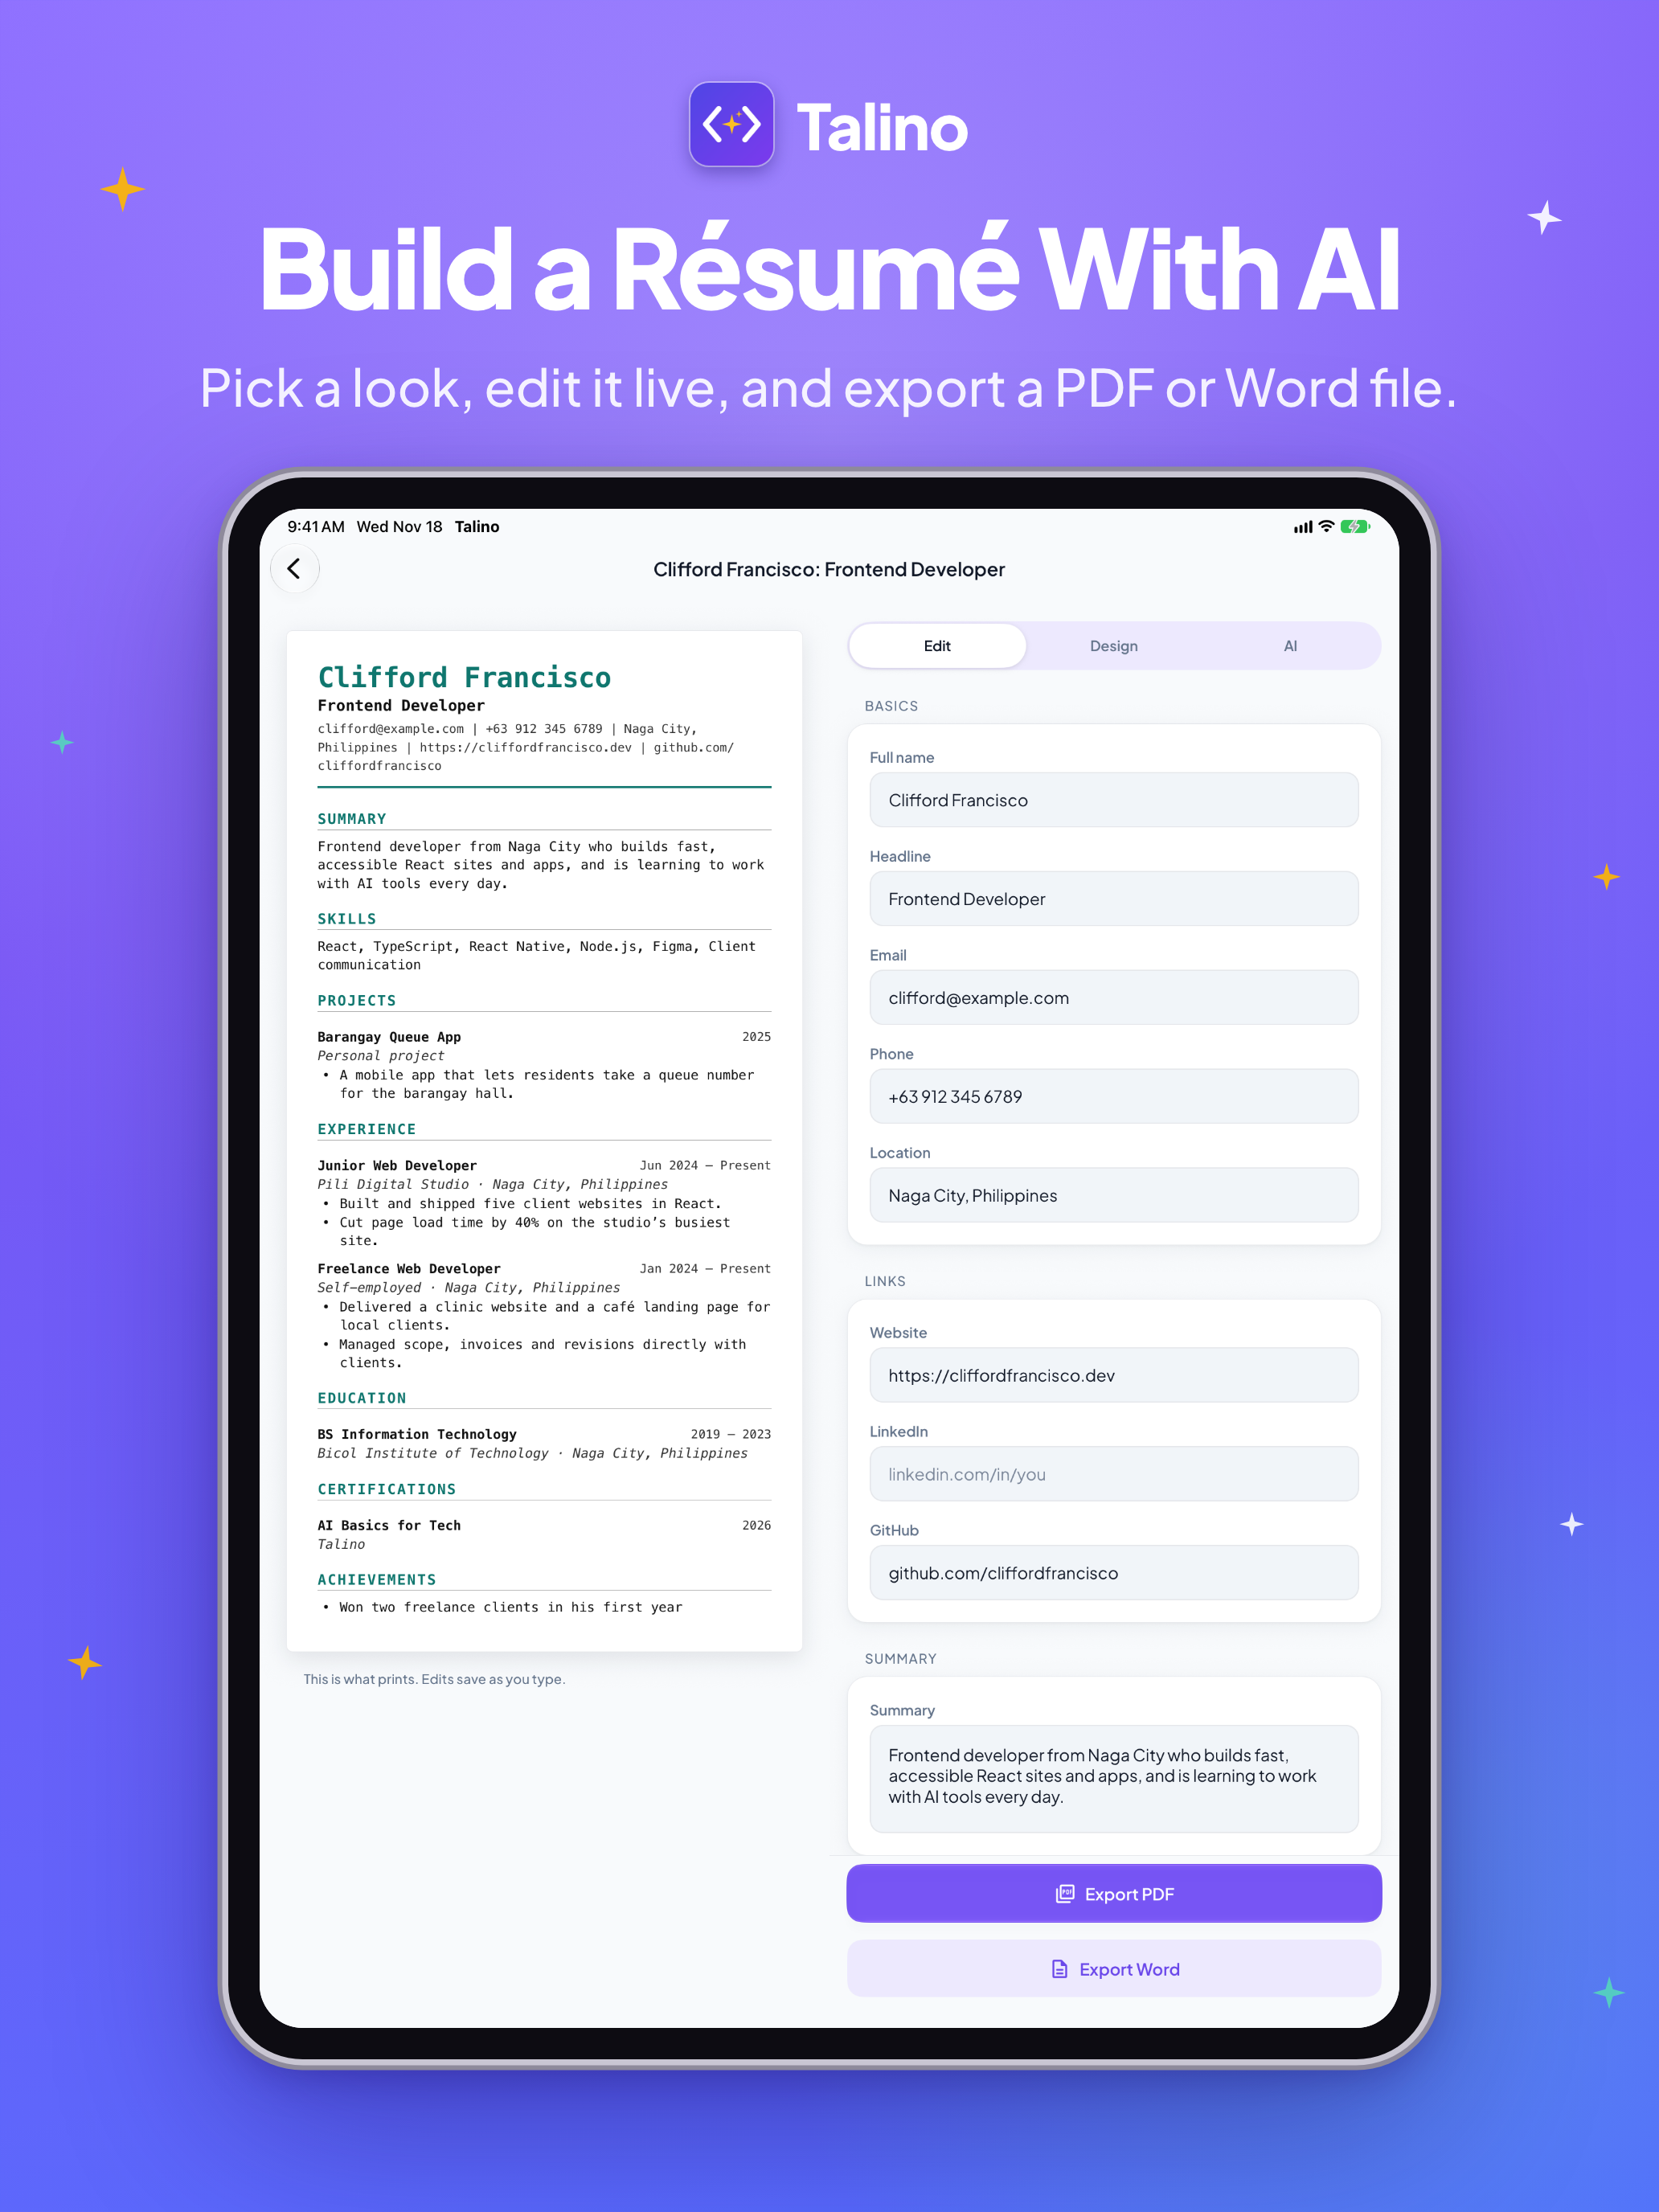 Talino
Build a Résumé With AI
Pick a look, edit it live, and export a PDF or Word file.
9:41 AM Wed Nov 18 Talino
Clifford Francisco: Frontend Developer
Clifford Francisco
Frontend Developer
clifford@example.com | +63 912 345 6789 | Naga City,
Philippines | https://cliffordfrancisco.dev | github.com/
cliffordfrancisco
SUMMARY
Frontend developer from Naga City who builds fast,
accessible React sites and apps, and is learning to work
with AI tools every day.
SKILLS
React, TypeScript, React Native, Node.js, Figma, Client
communication
PROJECTS
Barangay Queue App 2025
Personal project
• A mobile app that lets residents take a queue number
for the barangay hall.
EXPERIENCE
Junior Web Developer Jun 2024 – Present
Pili Digital Studio · Naga City, Philippines
• Built and shipped five client websites in React.
• Cut page load time by 40% on the studio’s busiest
site.
Freelance Web Developer Jan 2024 – Present
Self-employed · Naga City, Philippines
• Delivered a clinic website and a café landing page for
local clients.
• Managed scope, invoices and revisions directly with
clients.
EDUCATION
BS Information Technology 2019 – 2023
Bicol Institute of Technology · Naga City, Philippines
CERTIFICATIONS
AI Basics for Tech 2026
Talino
ACHIEVEMENTS
• Won two freelance clients in his first year
This is what prints. Edits save as you type.
Edit Design AI
BASICS
Full name
Clifford Francisco
Headline
Frontend Developer
Email
clifford@example.com
Phone
+63 912 345 6789
Location
Naga City, Philippines
LINKS
Website
https://cliffordfrancisco.dev
LinkedIn
linkedin.com/in/you
GitHub
github.com/cliffordfrancisco
SUMMARY
Summary
Frontend developer from Naga City who builds fast,
accessible React sites and apps, and is learning to work
with AI tools every day.
PDF Export PDF
Export Word